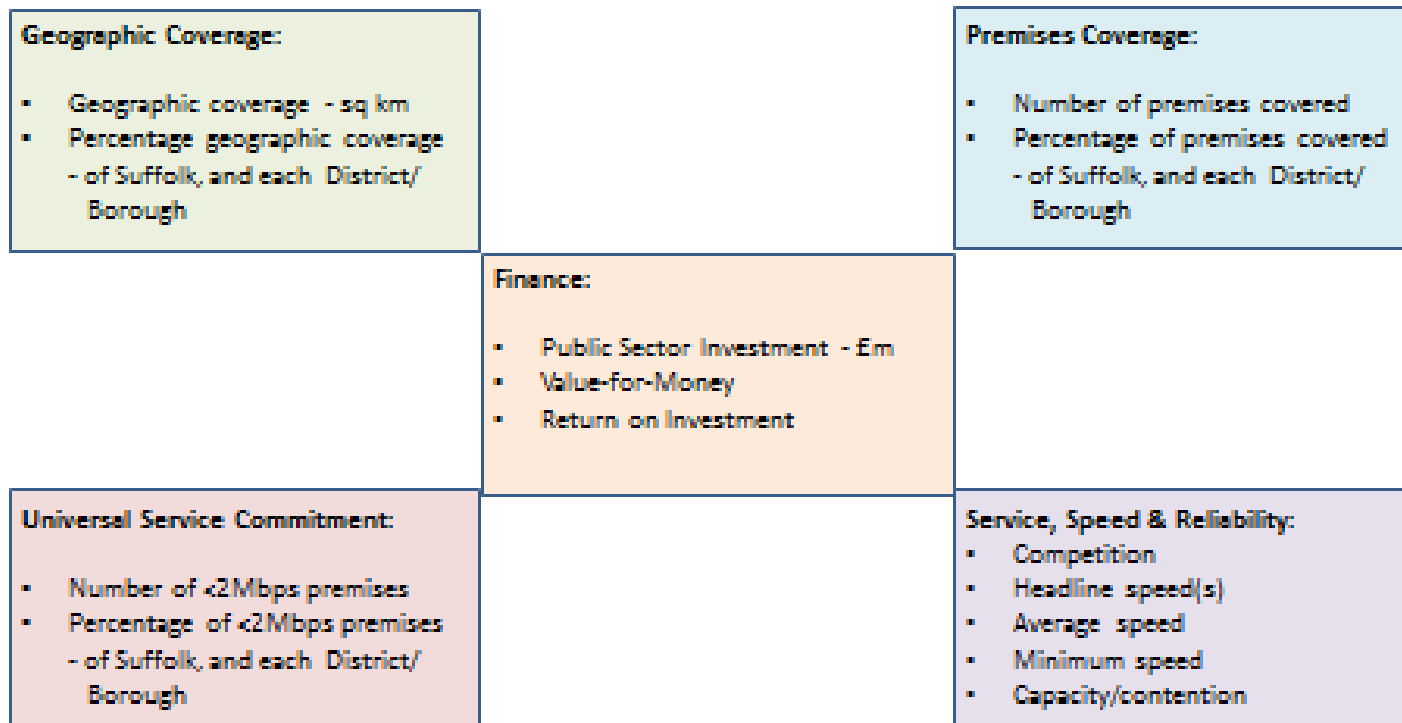 Geographic Coverage:
▪ Geographic coverage - sq km
▪ Percentage geographic coverage
- of Suffolk, and each District/
Borough
Premises Coverage:
▪ Number of premises covered
▪ Percentage of premises covered
- of Suffolk, and each District/
Borough
Finance:
▪ Public Sector Investment - £m
▪ Value-for-Money
▪ Return on Investment
Universal Service Commitment:
▪ Number of <2Mbps premises
▪ Percentage of <2Mbps premises
- of Suffolk, and each District/
Borough
Service, Speed & Reliability:
▪ Competition
▪ Headline speed(s)
▪ Average speed
▪ Minimum speed
▪ Capacity/contention